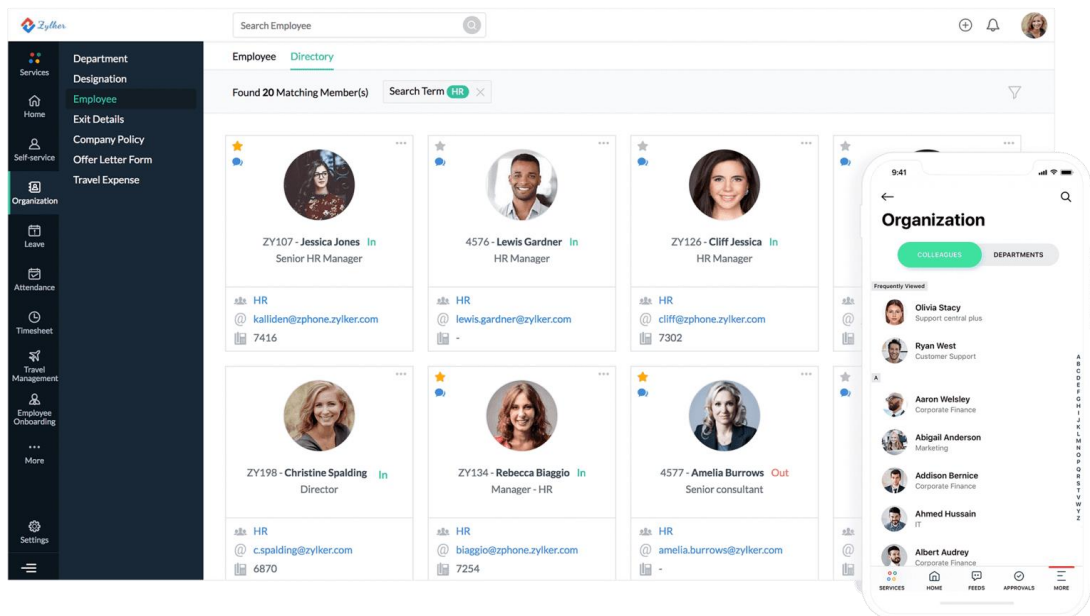 Zylker
Search Employee
Services
Home
Self-service
Organization
Leave
Attendance
Timesheet
Travel
Management
Employee
Onboarding
More
Settings
Department
Designation
Employee
Exit Details
Company Policy
Offer Letter Form
Travel Expense
Employee Directory
Found 20 Matching Member(s) Search Term HR
ZY107 - Jessica Jones In
Senior HR Manager
HR
kalliden@zphone.zylker.com
7416
4576 - Lewis Gardner In
HR Manager
HR
lewis.gardner@zylker.com
-
ZY126 - Cliff Jessica In
HR Manager
HR
cliff@zphone.zylker.com
7302
ZY198 - Christine Spalding In
Director
HR
c.spalding@zylker.com
6870
ZY134 - Rebecca Biaggio In
Manager - HR
HR
biaggio@zphone.zylker.com
7254
4577 - Amelia Burrows Out
Senior consultant
HR
amelia.burrows@zylker.com
-
9:41
Organization
COLLEAGUES DEPARTMENTS
Frequently Viewed
Olivia Stacy
Support central plus
Ryan West
Customer Support
A
Aaron Welsley
Corporate Finance
Abigail Anderson
Marketing
Addison Bernice
Corporate Finance
Ahmed Hussain
IT
Albert Audrey
Corporate Finance
A
B
C
D
E
F
G
H
I
J
K
L
M
N
O
P
Q
R
S
T
V
W
Y
Z
SERVICES HOME FEEDS APPROVALS MORE